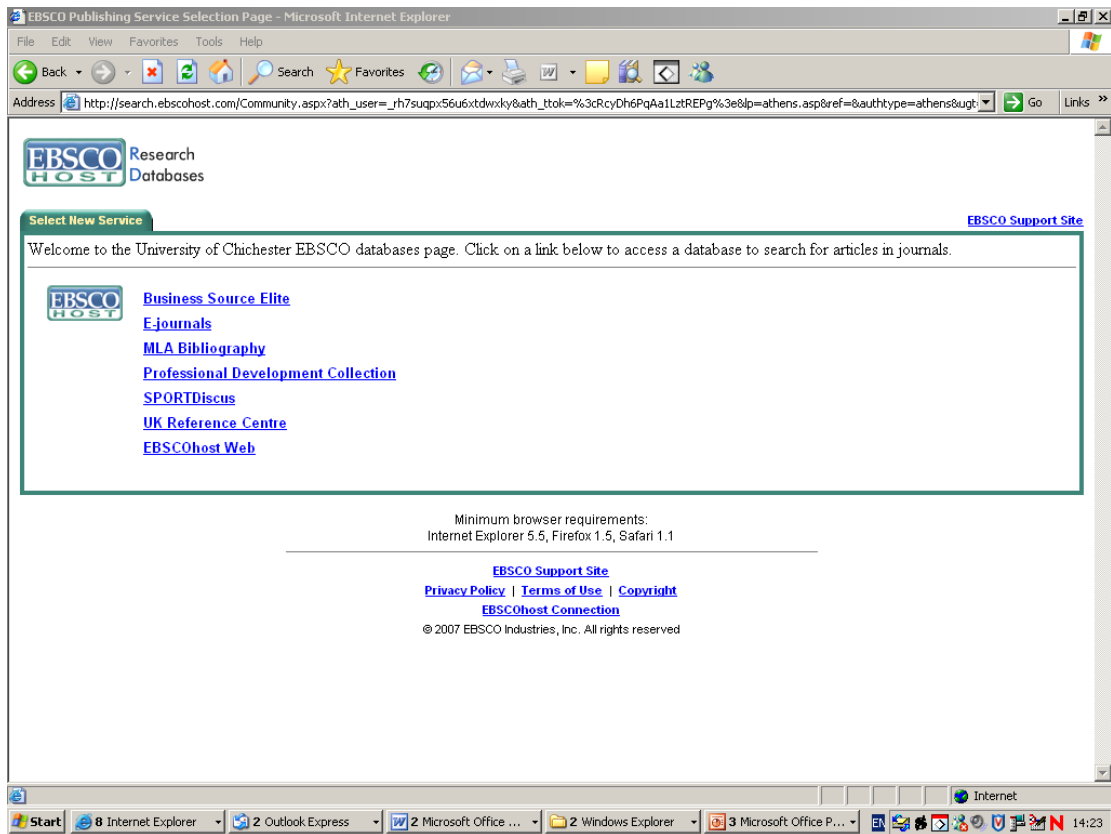 EBSCO Publishing Service Selection Page - Microsoft Internet Explorer
File Edit View Favorites Tools Help
Back Search Favorites
Address http://search.ebscohost.com/Community.aspx?ath_user=_rh7suqpx56u6xtdwxky&ath_ttok=%3cRcyDh6PqAa1LztREPg%3e&lp=athens.asp&ref=&authtype=athens&ugt Go Links »
EBSCO HOST Research Databases
Select New Service EBSCO Support Site
Welcome to the University of Chichester EBSCO databases page. Click on a link below to access a database to search for articles in journals.
EBSCO HOST
Business Source Elite
E-journals
MLA Bibliography
Professional Development Collection
SPORTDiscus
UK Reference Centre
EBSCOhost Web
Minimum browser requirements:
Internet Explorer 5.5, Firefox 1.5, Safari 1.1
EBSCO Support Site
Privacy Policy | Terms of Use | Copyright
EBSCOhost Connection
© 2007 EBSCO Industries, Inc. All rights reserved
Internet
Start 8 Internet Explorer 2 Outlook Express 2 Microsoft Office ... 2 Windows Explorer 3 Microsoft Office P... EN 14:23